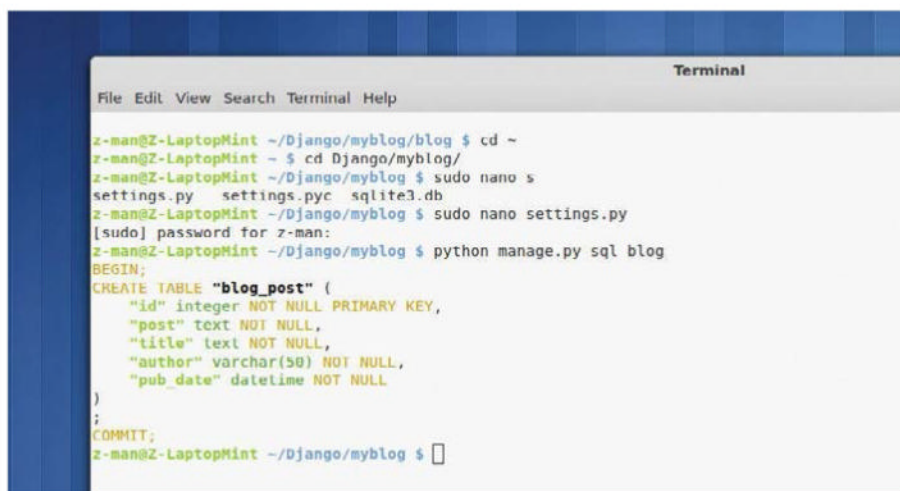 Terminal
File Edit View Search Terminal Help
z-man@Z-LaptopMint ~/Django/myblog/blog $ cd ~
z-man@Z-LaptopMint ~ $ cd Django/myblog/
z-man@Z-LaptopMint ~/Django/myblog $ sudo nano s
settings.py settings.pyc sqlite3.db
z-man@Z-LaptopMint ~/Django/myblog $ sudo nano settings.py
[sudo] password for z-man:
z-man@Z-LaptopMint ~/Django/myblog $ python manage.py sql blog
BEGIN;
CREATE TABLE "blog_post" (
"id" integer NOT NULL PRIMARY KEY,
"post" text NOT NULL,
"title" text NOT NULL,
"author" varchar(50) NOT NULL,
"pub_date" datetime NOT NULL
)
;
COMMIT;
z-man@Z-LaptopMint ~/Django/myblog $